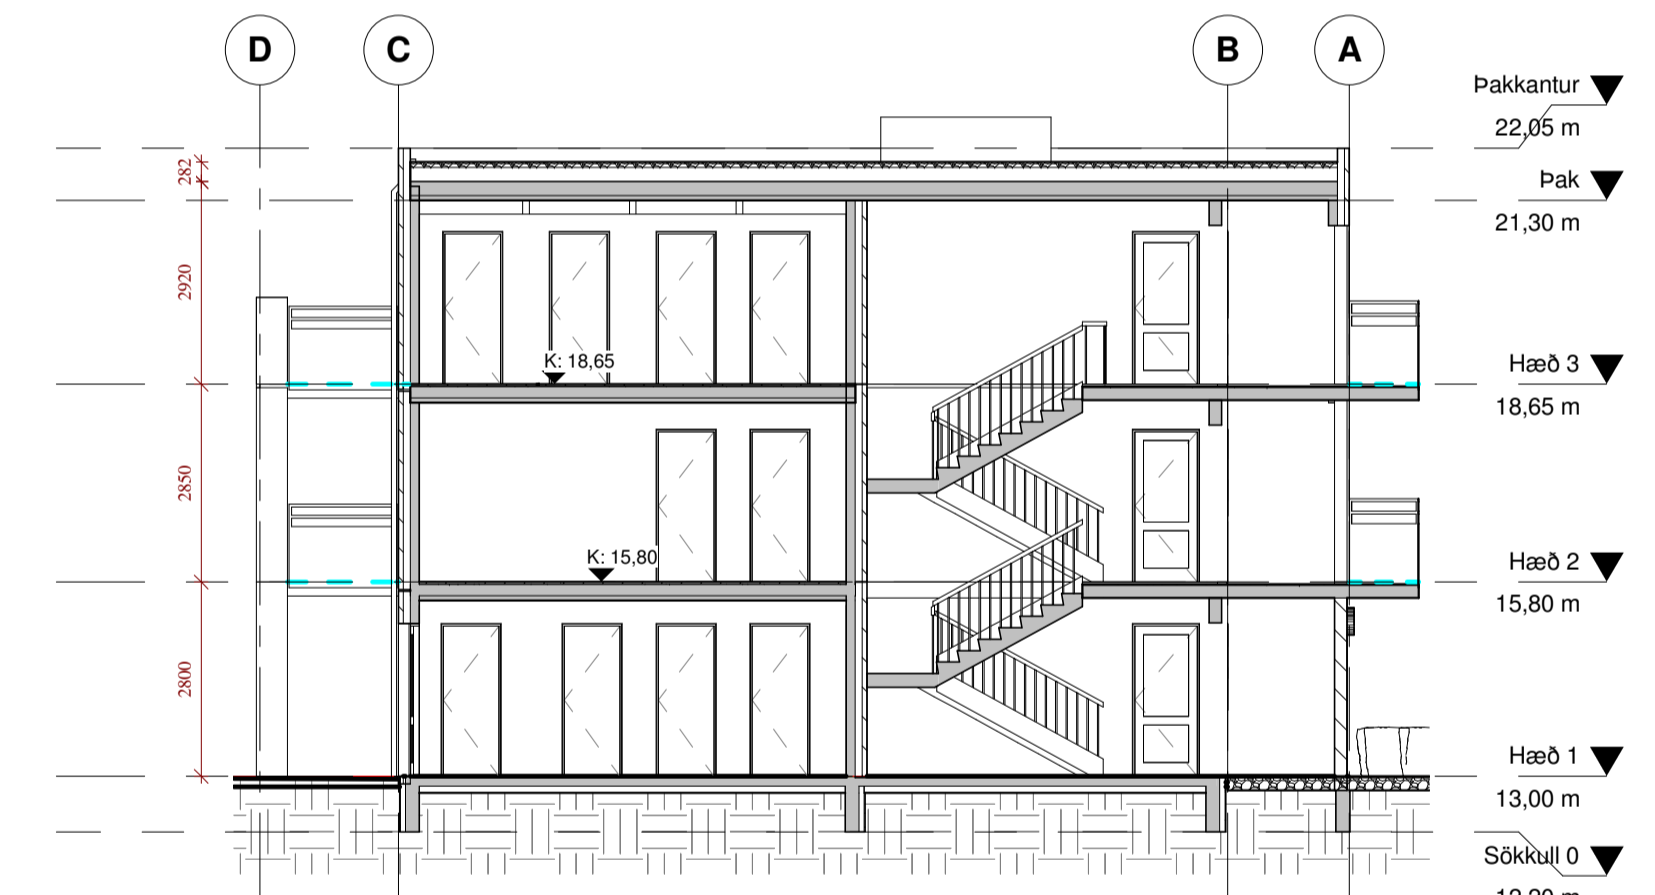 D
C
B
A
Þakkantur
22,05 m
282
Þak
21,30 m
2920
K: 18,65
Hæð 3
18,65 m
2850
K: 15,80
Hæð 2
15,80 m
2800
Hæð 1
13,00 m
Sökkull 0